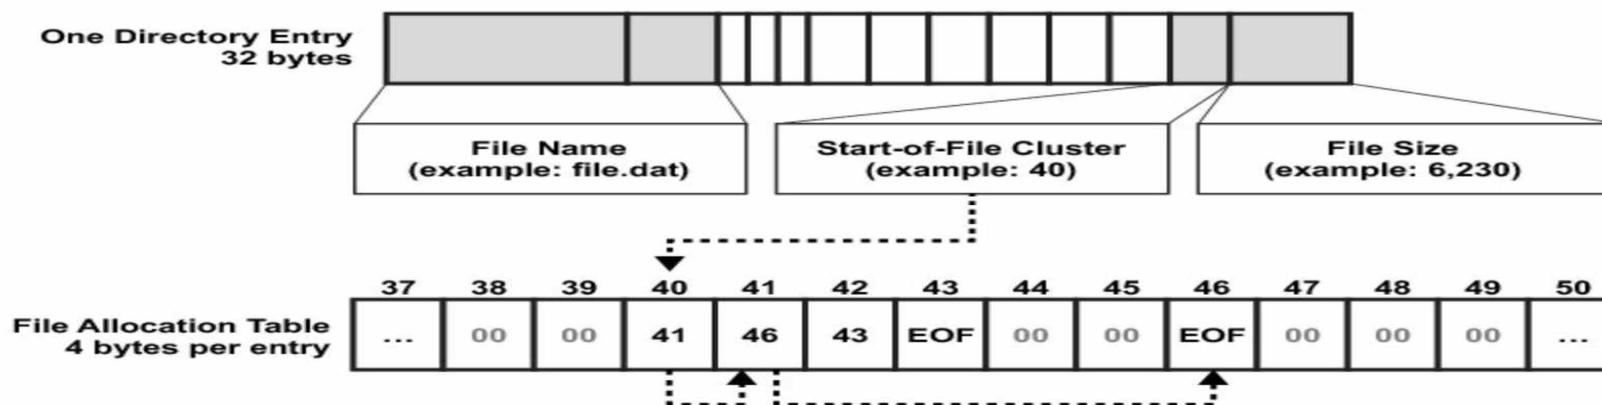 One Directory Entry
32 bytes
File Name
(example: file.dat)
Start-of-File Cluster
(example: 40)
File Size
(example: 6,230)
37 38 39 40 41 42 43 44 45 46 47 48 49 50
File Allocation Table
4 bytes per entry
... 00 00 41 46 43 EOF 00 00 EOF 00 00 00 ...